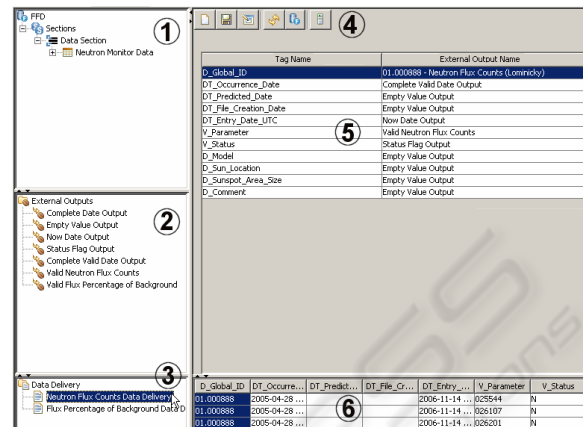 FFD
Sections
Data Section
Neutron Monitor Data
1
External Outputs
Complete Date Output
Empty Value Output
Now Date Output
Status Flag Output
Complete Valid Date Output
Valid Neutron Flux Counts
Valid Flux Percentage of Background
2
Data Delivery
Neutron Flux Counts Data Delivery
Flux Percentage of Background Data D
3
4
Tag Name External Output Name
D_Global_ID 01.000888 - Neutron Flux Counts (Lominicky)
DT_Occurrence_Date Complete Valid Date Output
DT_Predicted_Date Empty Value Output
DT_File_Creation_Date Empty Value Output
DT_Entry_Date_UTC Now Date Output
V_Parameter Valid Neutron Flux Counts
V_Status Status Flag Output
D_Model Empty Value Output
D_Sun_Location Empty Value Output
D_Sunspot_Area_Size Empty Value Output
D_Comment Empty Value Output
5
D_Global_ID DT_Occurre... DT_Predict... DT_File_Cr... DT_Entry_... V_Parameter V_Status
01.000888 2005-04-28 ... 2006-11-14 ... 025544 N
01.000888 2005-04-28 ... 2006-11-14 ... 026107 N
01.000888 2005-04-28 ... 2006-11-14 ... 026201 N
6